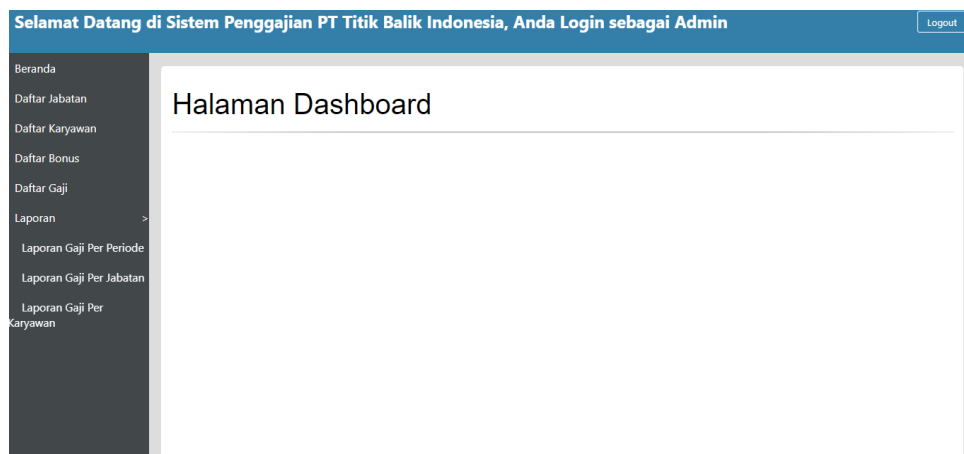 Selamat Datang di Sistem Penggajian PT Titik Balik Indonesia, Anda Login sebagai Admin
Logout
Beranda
Daftar Jabatan
Daftar Karyawan
Daftar Bonus
Daftar Gaji
Laporan >
Laporan Gaji Per Periode
Laporan Gaji Per Jabatan
Laporan Gaji Per
Karyawan
Halaman Dashboard